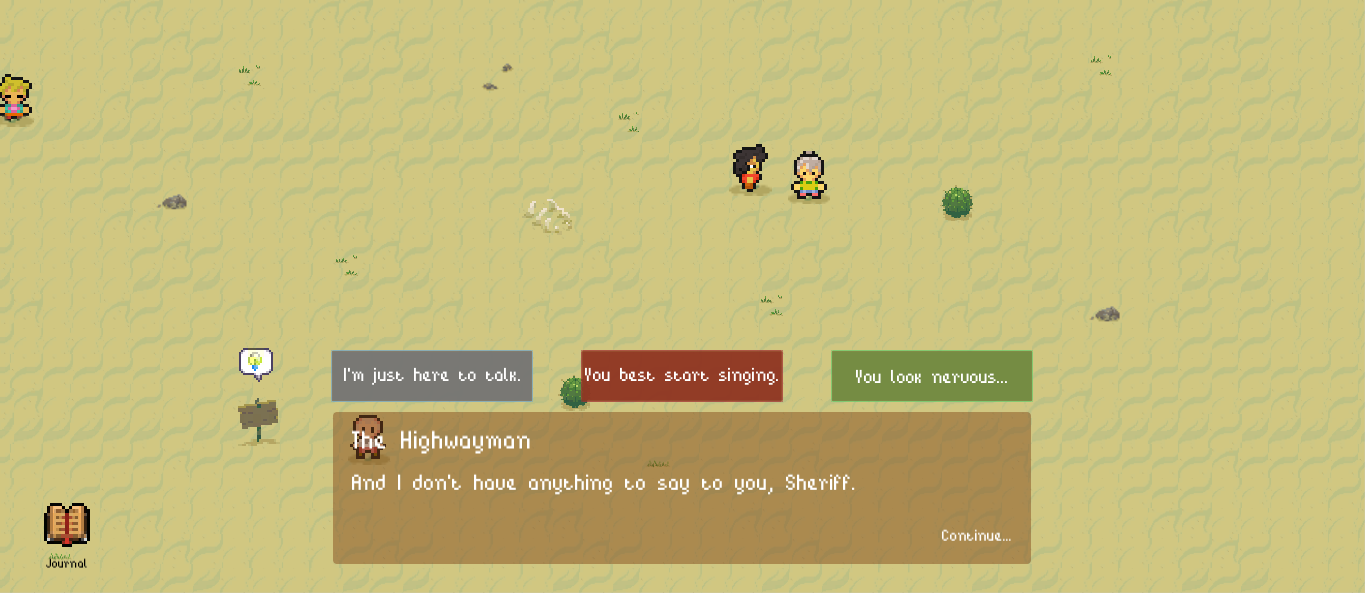 I'm just here to talk.
You best start singing.
You look nervous...
The Highwayman
And I don't have anything to say to you, Sheriff.
Continue...
Journal